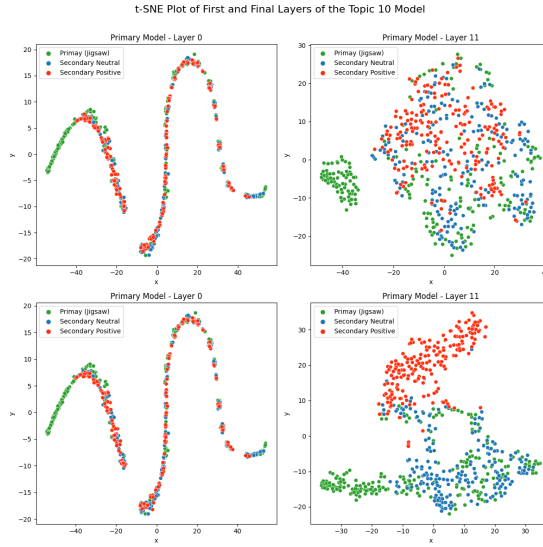 t-SNE Plot of First and Final Layers of the Topic 10 Model
Primary Model - Layer 0
Primay (Jigsaw)
Secondary Neutral
Secondary Positive
y
20
15
10
5
0
−5
−10
−15
−20
−40
−20
0
20
40
x
Primary Model - Layer 11
Primay (Jigsaw)
Secondary Neutral
Secondary Positive
y
30
20
10
0
−10
−20
−40
−20
0
20
x
Primary Model - Layer 0
Primay (Jigsaw)
Secondary Neutral
Secondary Positive
y
20
15
10
5
0
−5
−10
−15
−20
−40
−20
0
20
40
x
Primary Model - Layer 11
Primay (Jigsaw)
Secondary Neutral
Secondary Positive
y
30
20
10
0
−10
−20
−30
−20
−10
0
10
20
30
x